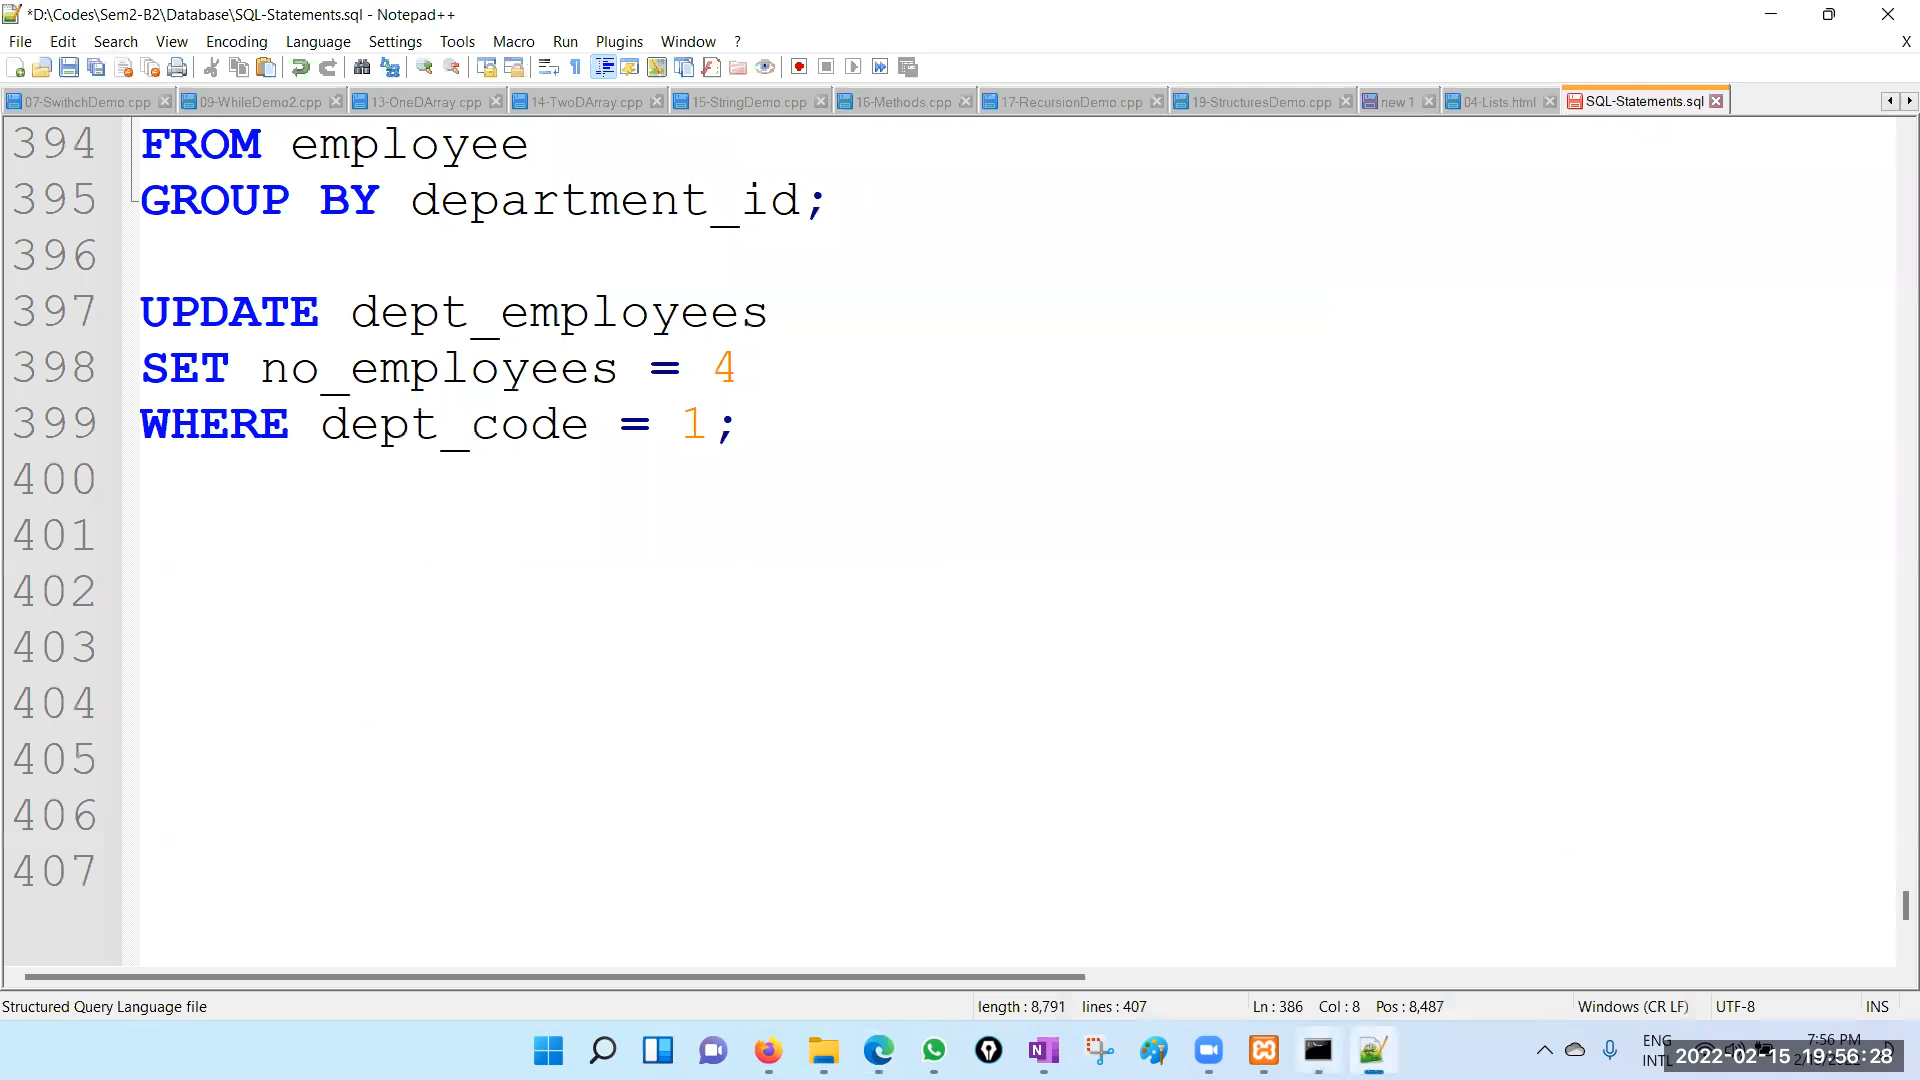 *D:\Codes\Sem2-B2\Database\SQL-Statements.sql - Notepad++
File Edit Search View Encoding Language Settings Tools Macro Run Plugins Window ? X
07-SwithchDemo.cpp 09-WhileDemo2.cpp 13-OneDArray.cpp 14-TwoDArray.cpp 15-StringDemo.cpp 16-Methods.cpp 17-RecursionDemo.cpp 19-StructuresDemo.cpp new 1 04-Lists html SQL-Statements.sql
394 FROM employee
395 GROUP BY department_id;
396
397 UPDATE dept_employees
398 SET no_employees = 4
399 WHERE dept_code = 1;
400
401
402
403
404
405
406
407
Structured Query Language file length : 8,791 lines : 407 Ln : 386 Col : 8 Pos : 8,487 Windows (CR LF) UTF-8 INS
ENG 7:56 PM
INTL 2022-02-15 19:56:28